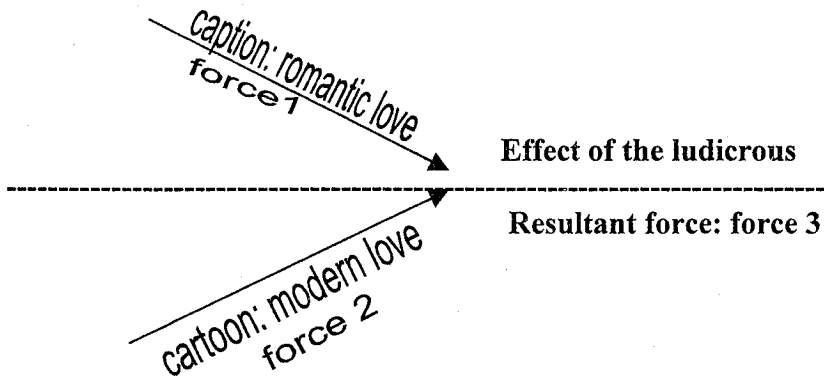 caption: romantic love
force1
Effect of the ludicrous
Resultant force: force 3
cartoon: modern love
force 2